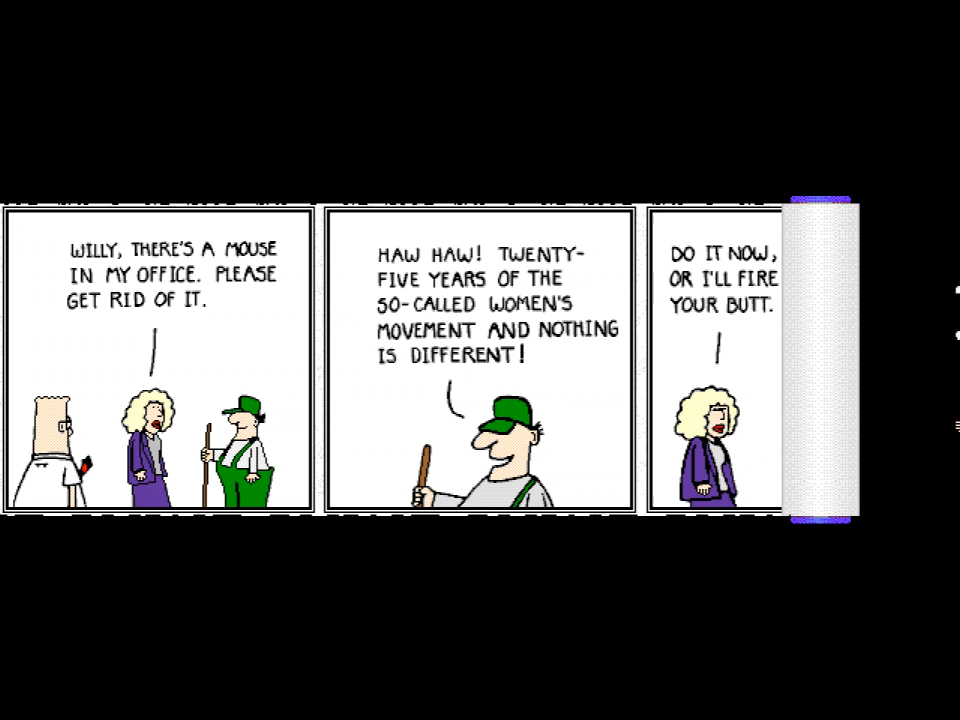 WILLY, THERE'S A MOUSE
IN MY OFFICE. PLEASE
GET RID OF IT.
HAW HAW! TWENTY-
FIVE YEARS OF THE
SO-CALLED WOMEN'S
MOVEMENT AND NOTHING
IS DIFFERENT!
DO IT NOW,
OR I'LL FIRE
YOUR BUTT.